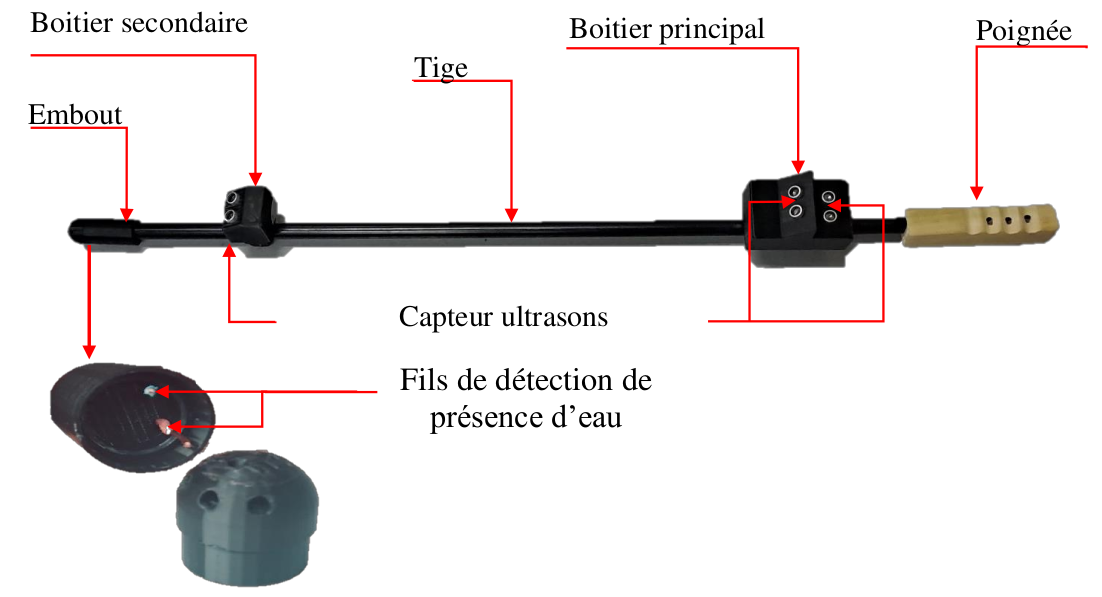 Boitier secondaire
Boitier principal
Poignée
Tige
Embout
Capteur ultrasons
Fils de détection de
présence d’eau